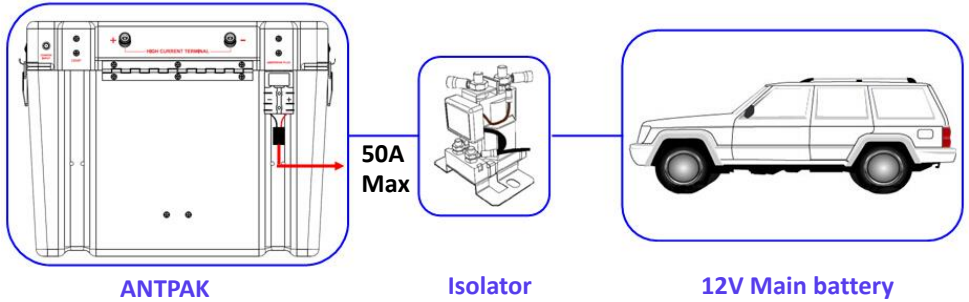 + HIGH CURRENT TERMINAL -
50A
Max
ANTPAK
Isolator
12V Main battery